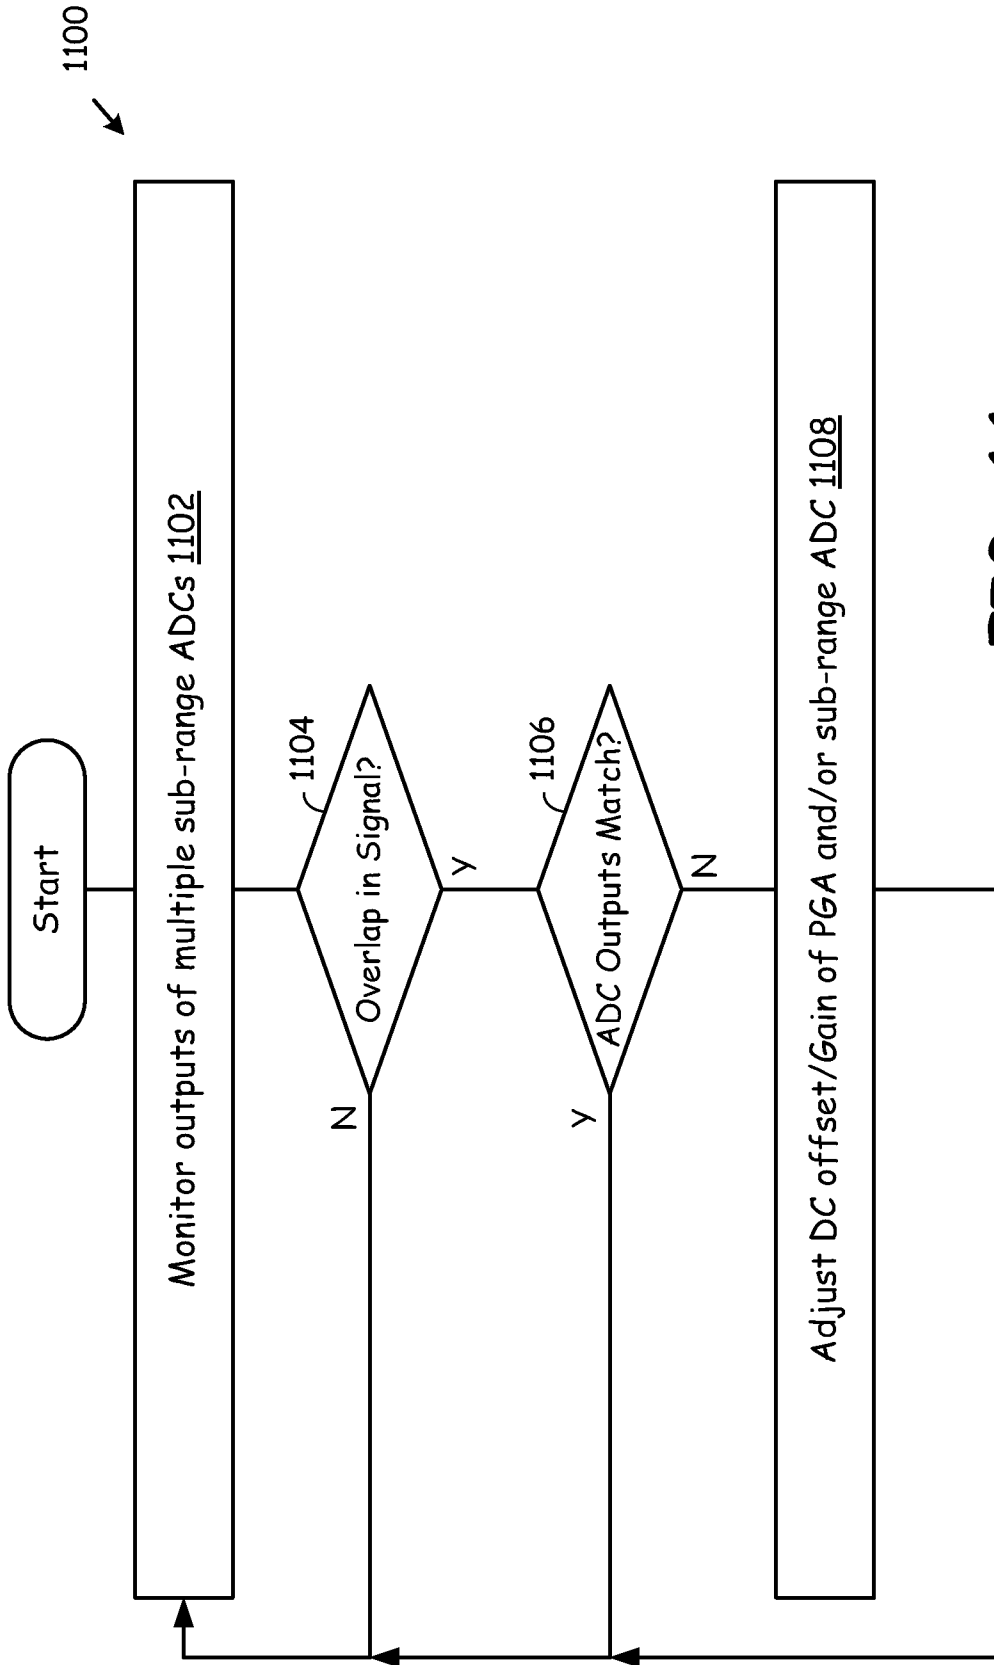 1100
Start
Monitor outputs of multiple sub-range ADCs 1102
1104
Overlap in Signal?
N
Y
1106
ADC Outputs Match?
Y
N
Adjust DC offset/Gain of PGA and/or sub-range ADC 1108